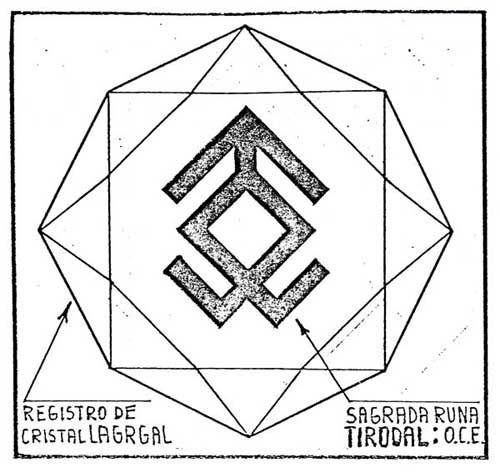 REGISTRO DE
CRISTAL LAGRGAL
SAGRADA RUNA
TIRODAL: O.C.E.